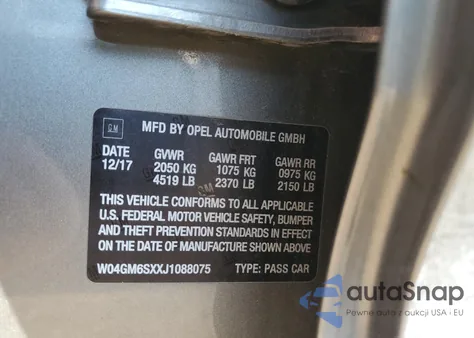 GM
MFD BY OPEL AUTOMOBILE GMBH
DATE GVWR GAWR FRT GAWR RR
12/17 2050 KG 1075 KG 0975 KG
4519 LB 2370 LB 2150 LB
GM
THIS VEHICLE CONFORMS TO ALL APPLICABLE
U.S. FEDERAL MOTOR VEHICLE SAFETY, BUMPER
AND THEFT PREVENTION STANDARDS IN EFFECT
ON THE DATE OF MANUFACTURE SHOWN ABOVE
W04GM6SXXJ1088075 TYPE: PASS CAR
autoSnap
Pewne auta z aukcji USA i EU